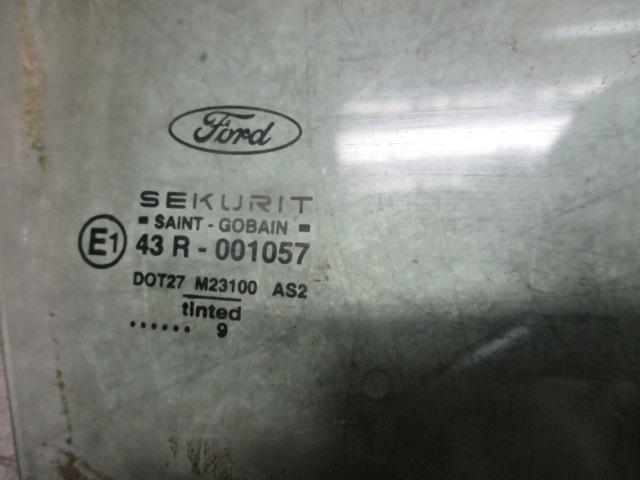 Ford
SEKURIT
SAINT - GOBAIN
E1 43 R - 001057
DOT27 M23100 AS2
tinted
...... 9